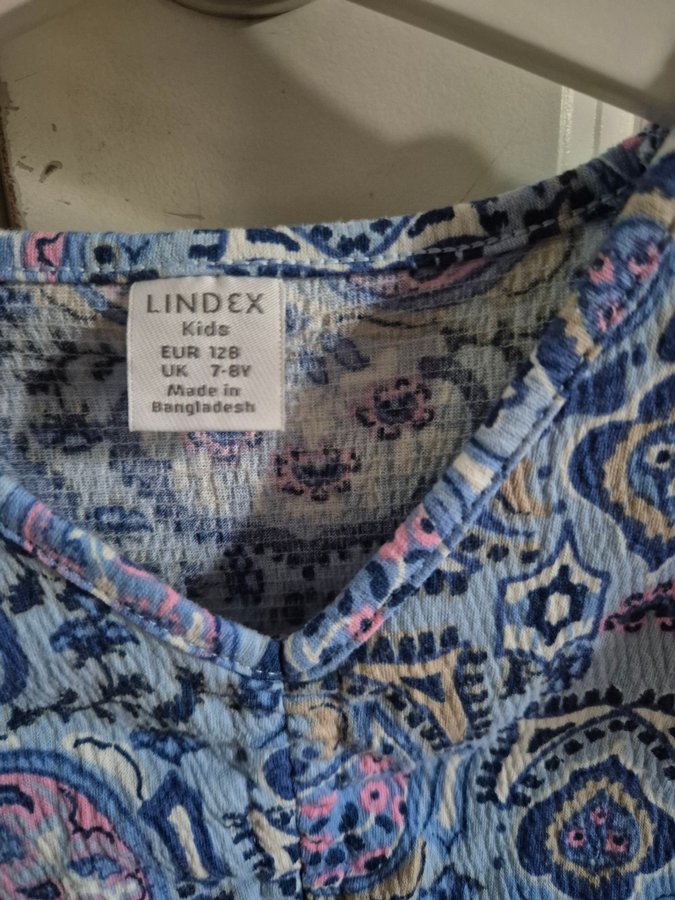 LINDEX
Kids
EUR 128
UK 7-8Y
Made in
Bangladesh